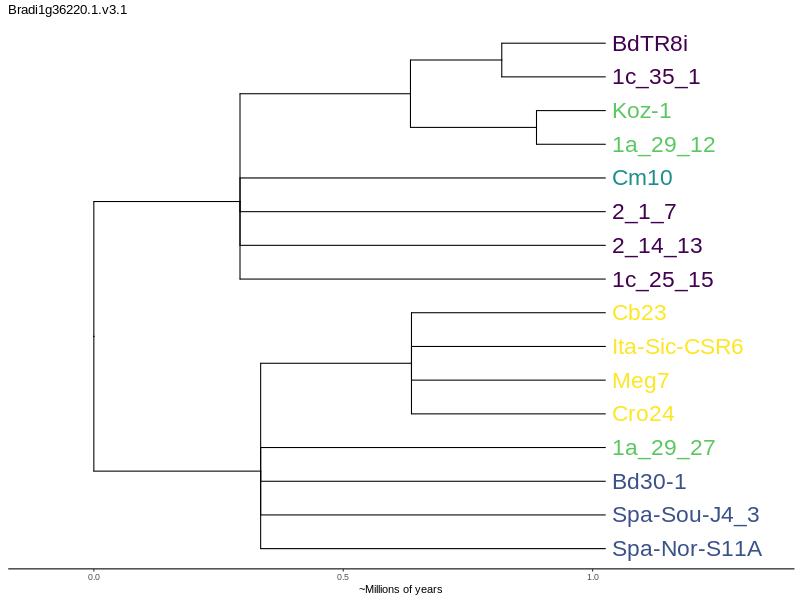 Bradi1g36220.1.v3.1
BdTR8i
1c_35_1
Koz-1
1a_29_12
Cm10
2_1_7
2_14_13
1c_25_15
Cb23
Ita-Sic-CSR6
Meg7
Cro24
1a_29_27
Bd30-1
Spa-Sou-J4_3
Spa-Nor-S11A
0.0 0.5 1.0
~Millions of years